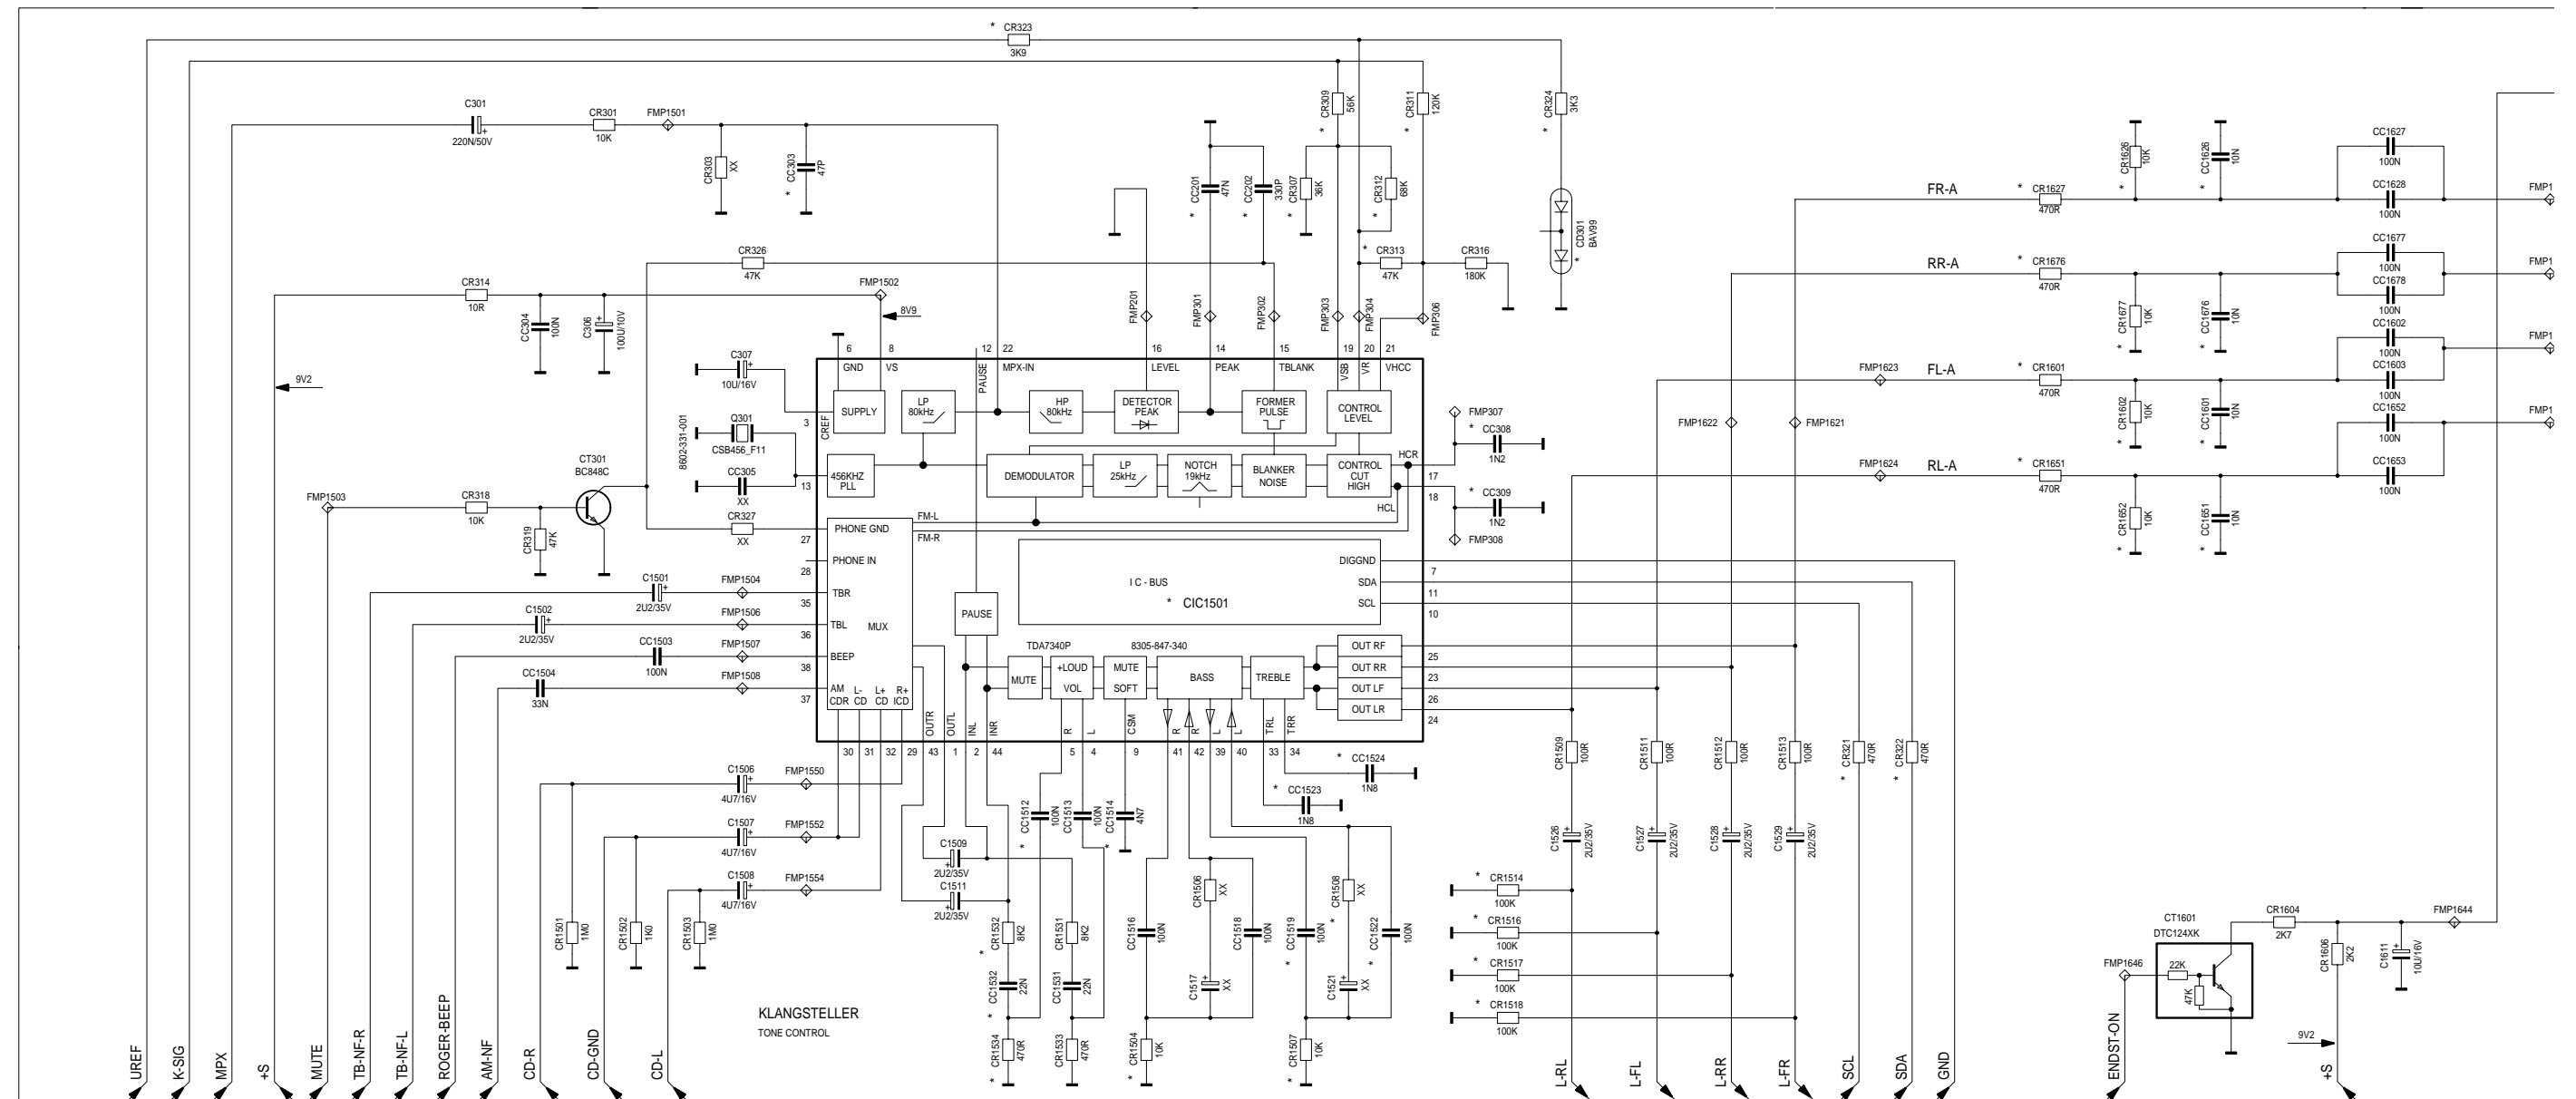 * CR323
3K9
C301
220N/50V
CR301
10K
FMP1501
CR303
XX
* CC303
47P
* CR309
56K
* CR311
120K
* CR324
3K3
* CC201
47N
CC202
330P
* CR307
36K
* CR312
68K
CD301
BAV99
*
CR326
47K
* CR313
47K
CR316
180K
CR314
10R
FMP1502
8V9
CC304
100N
C306
100U/10V
+
9V2
FMP201
FMP301
FMP302
FMP303
FMP304
FMP306
C307
10U/16V
8602-331-001
Q301
CSB456_F11
CC305
XX
CT301
BC848C
FMP1503
CR318
10K
CR319
47K
CR327
XX
6 8 12 22 16 14 15 19 20 21
GND VS PAUSE MPX-IN LEVEL PEAK TBLANK VSB VR VHCC
SUPPLY
LP
80kHz
HP
80kHz
DETECTOR
PEAK
FORMER
PULSE
CONTROL
LEVEL
3
CREF
456KHZ
PLL
13
DEMODULATOR
LP
25kHz
NOTCH
19kHz
BLANKER
NOISE
CONTROL
CUT
HIGH
HCR
17
18
HCL
FMP307
* CC308
1N2
* CC309
1N2
FMP308
FM-L
FM-R
PHONE GND
27
PHONE IN
28
TBR
35
TBL
36
MUX
BEEP
38
AM
37
CDR
L-
CD
L+
CD
R+
ICD
C1501
2U2/35V
FMP1504
C1502
2U2/35V
FMP1506
CC1503
100N
FMP1507
CC1504
33N
FMP1508
I C - BUS
* CIC1501
DIGGND
7
SDA
11
SCL
10
PAUSE
TDA7340P
8305-847-340
MUTE
+LOUD
VOL
MUTE
SOFT
BASS
TREBLE
OUT RF
25
OUT RR
23
OUT LF
26
OUT LR
24
OUTR OUTL INL INR R L CSM R R L L TRL TRR
30 31 32 29 43 1 2 44 5 4 9 41 42 39 40 33 34
C1506
4U7/16V
FMP1550
C1507
4U7/16V
FMP1552
C1508
4U7/16V
FMP1554
CR1501
1M0
CR1502
1K0
CR1503
1M0
C1509
2U2/35V
C1511
2U2/35V
* CC1512
100N
CC1513
100N
* CC1514
4N7
* CC1524
1N8
* CC1523
1N8
* CR1532
8K2
CR1531
8K2
* CC1532
22N
CC1531
22N
* CR1534
470R
CR1533
470R
CC1516
100N
CR1506
XX
C1517
XX
CC1518
100N
* CC1519
100N
* CR1508
XX
C1521
XX
* CC1522
100N
* CR1504
10K
* CR1507
10K
CR1509
100R
CR1511
100R
CR1512
100R
CR1513
100R
* CR321
470R
* CR322
470R
C1526
2U2/35V
C1527
2U2/35V
C1528
2U2/35V
C1529
2U2/35V
* CR1514
100K
* CR1516
100K
* CR1517
100K
* CR1518
100K
FMP1622
FMP1621
FMP1623
FMP1624
FR-A
* CR1627
470R
* CR1626
10K
* CC1626
10N
CC1627
100N
CC1628
100N
FMP1
RR-A
* CR1676
470R
* CR1677
10K
* CC1676
10N
CC1677
100N
CC1678
100N
FMP1
FL-A
* CR1601
470R
* CR1602
10K
* CC1601
10N
CC1602
100N
CC1603
100N
FMP1
RL-A
* CR1651
470R
* CR1652
10K
* CC1651
10N
CC1652
100N
CC1653
100N
FMP1
CT1601
DTC124XK
22K
47K
FMP1646
CR1604
2K7
CR1606
2K2
C1611
10U/16V
FMP1644
9V2
KLANGSTELLER
TONE CONTROL
UREF
K-SIG
MPX
+S
MUTE
TB-NF-R
TB-NF-L
ROGER-BEEP
AM-NF
CD-R
CD-GND
CD-L
L-RL
L-FL
L-RR
L-FR
SCL
SDA
GND
ENDST-ON
+S